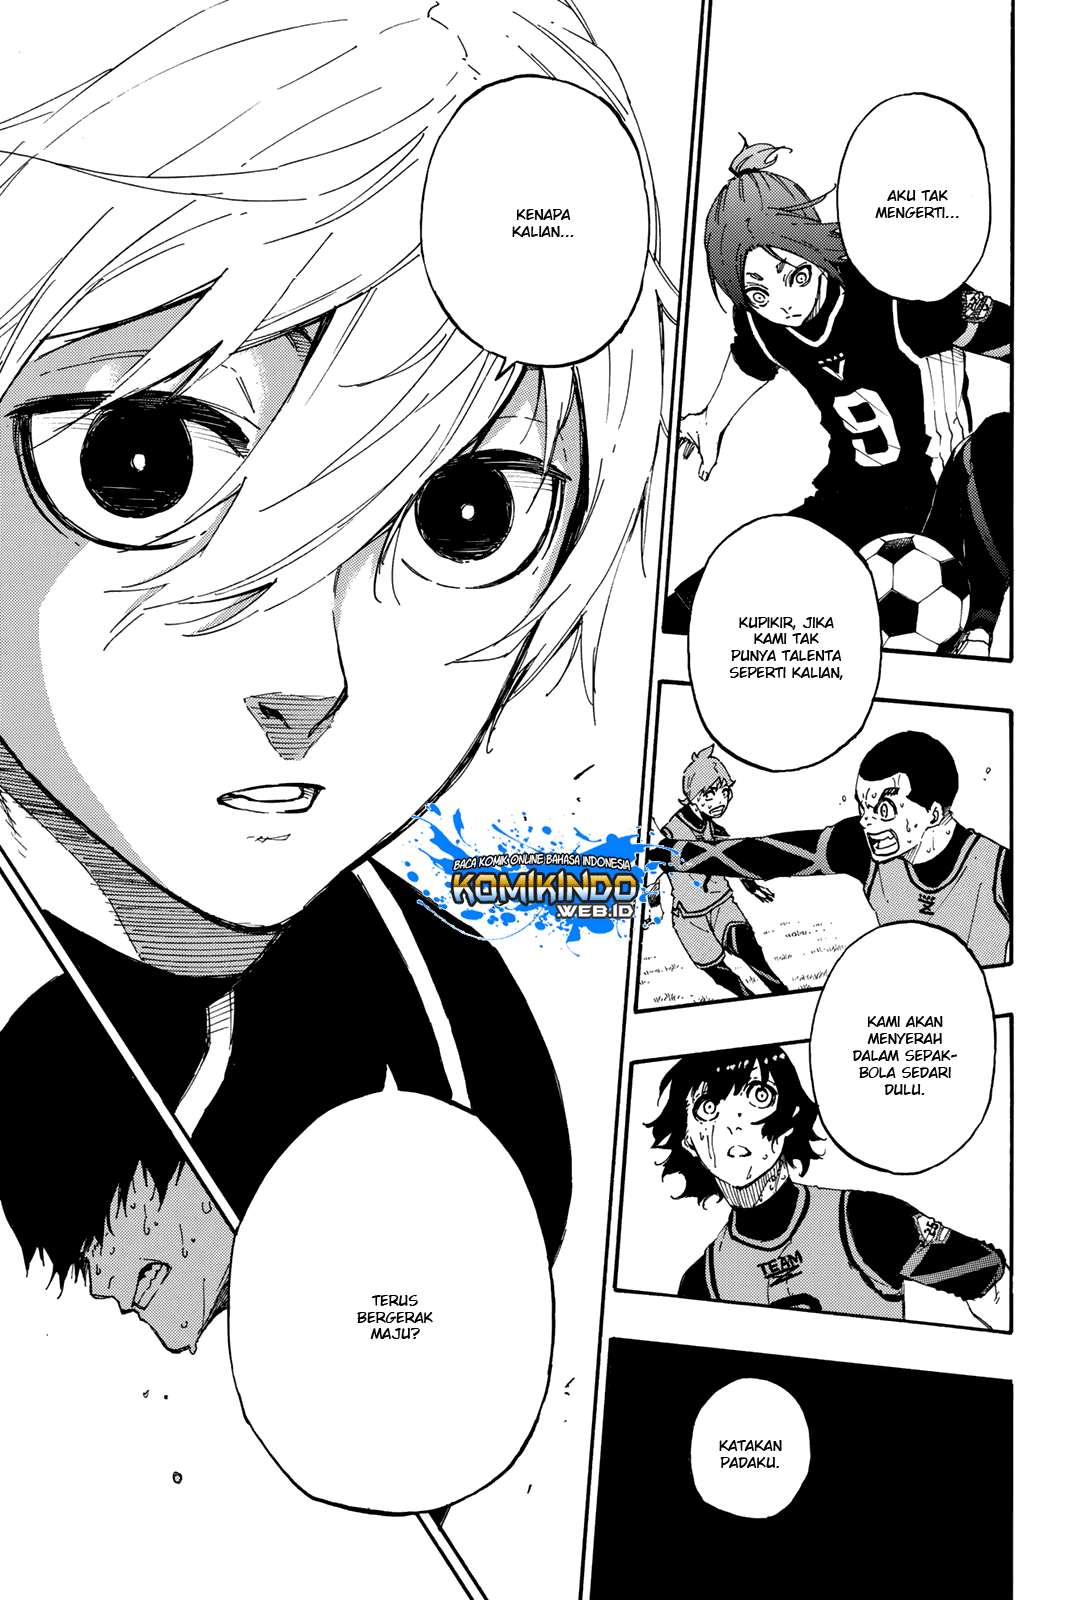 AKU TAK
MENGERTI...
9
KUPIKIR, JIKA
KAMI TAK
PUNYA TALENTA
SEPERTI KALIAN,
KAMI AKAN
MENYERAH
DALAM SEPAK-
BOLA SEDARI
DULU.
TEAM
Z
KATAKAN
PADAKU.
KENAPA
KALIAN...
BACA KOMIK ONLINE BAHASA INDONESIA
KOMIKINDO
WEB.ID
TERUS
BERGERAK
MAJU?